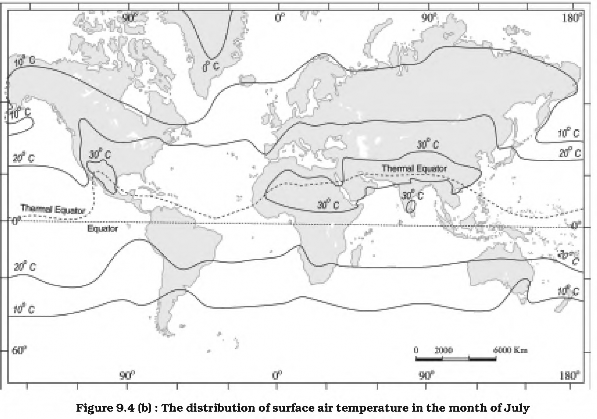 90° 0° 90° 180°
0° C
10° C
10° C
30° C
30° C
10° C
20° C
20° C
Thermal Equator
30° C
Thermal Equator
0°
Equator
0°
20° C
20° C
10° C
10° C
60°
0 2000 6000 Km
90° 0° 90° 180°
Figure 9.4 (b) : The distribution of surface air temperature in the month of July